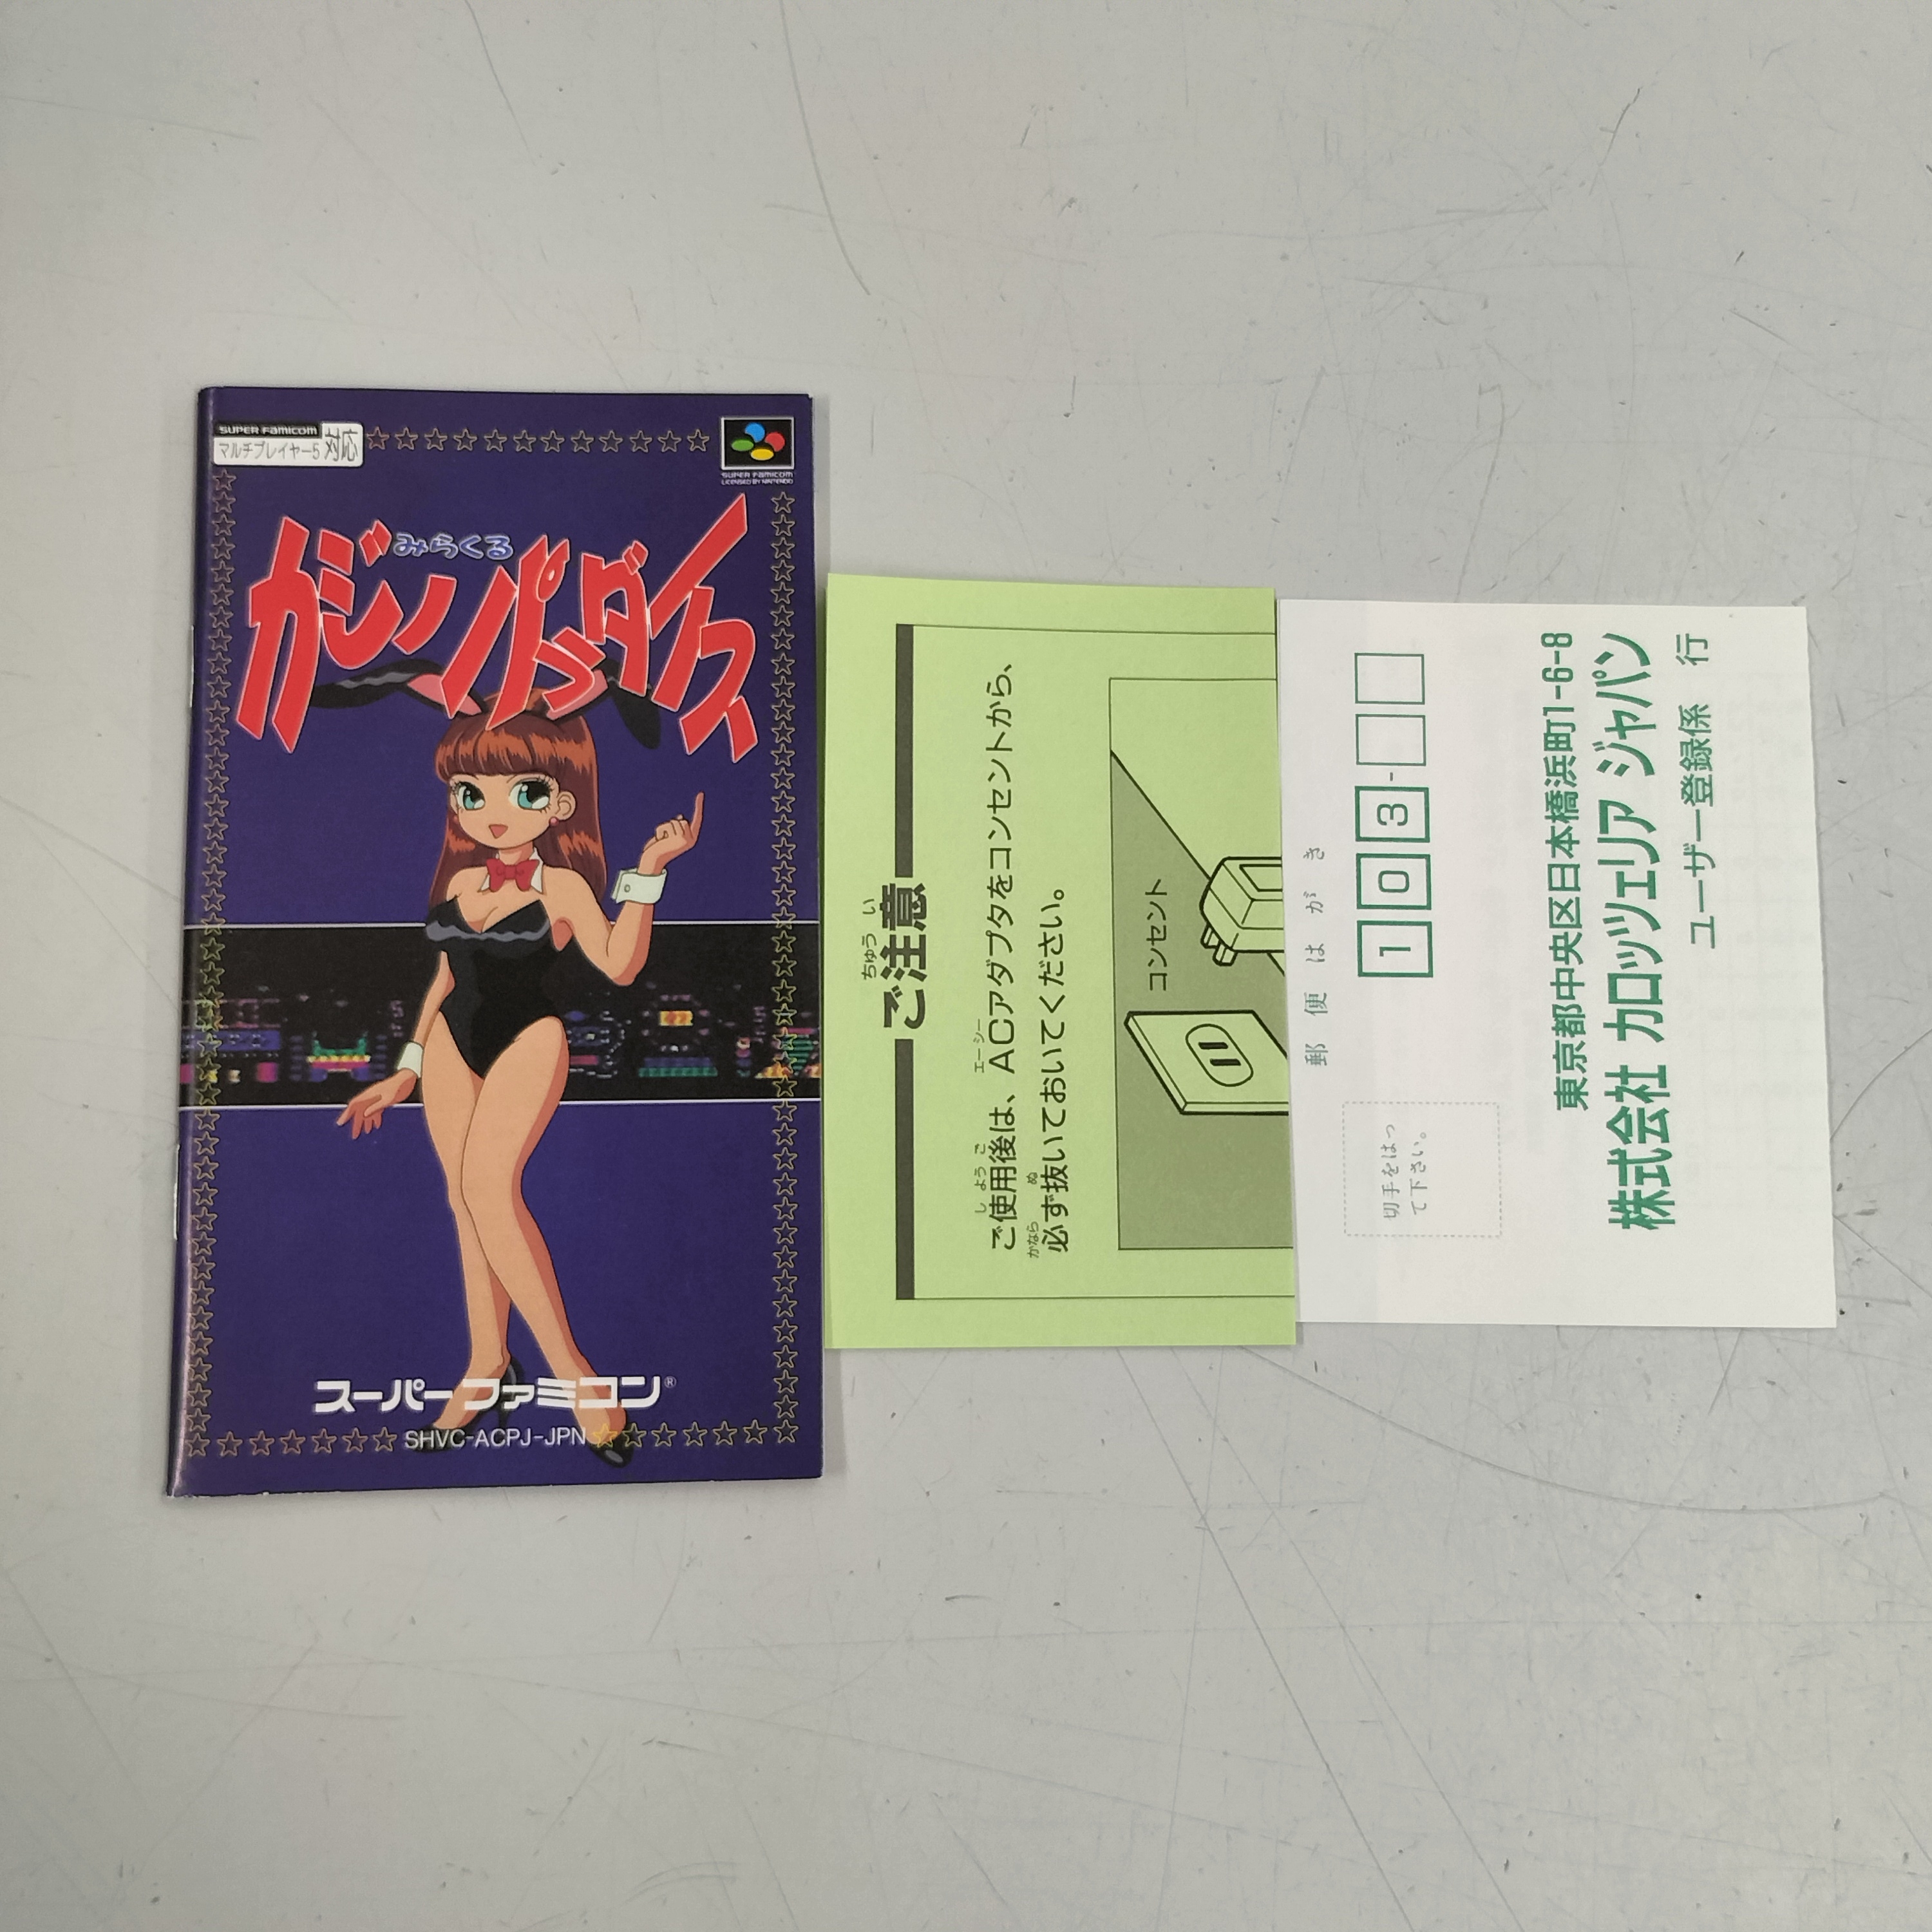 SUPER FAMICOM
マルチプレイヤー5 対応
SUPER FAMICOM
LICENSED BY NINTENDO
みらくる
カジノパラダイス
スーパーファミコン®
SHVC-ACPJ-JPN
ちゅう い
ご注意
し よう ご エーシー
ご使用後は、ACアダプタをコンセントから、
かなら ぬ
必ず抜いておいてください。
コンセント
郵便はがき
103-
切手をはっ
て下さい。
東京都中央区日本橋浜町1-6-8
株式会社 カロッツェリア ジャパン
ユーザー登録係 行